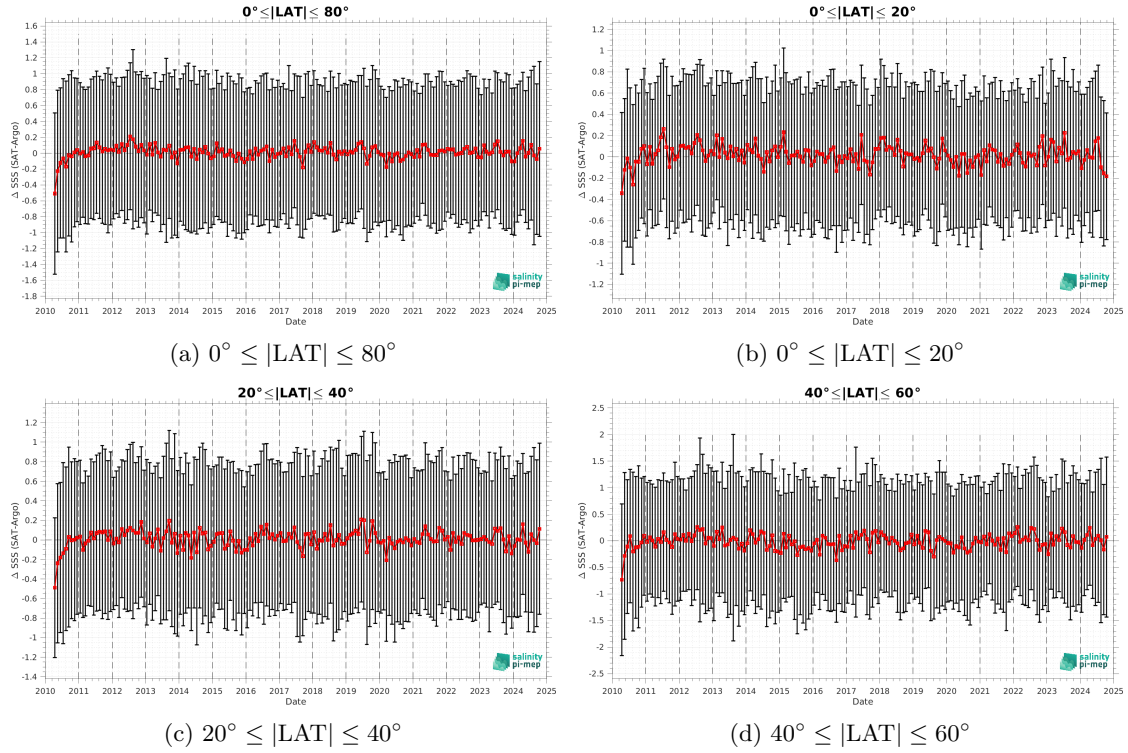 0°≤|LAT|≤ 80°
Δ SSS (SAT-Argo)
1.6
1.4
1.2
1
0.8
0.6
0.4
0.2
0
-0.2
-0.4
-0.6
-0.8
-1
-1.2
-1.4
-1.6
-1.8
2010 2011 2012 2013 2014 2015 2016 2017 2018 2019 2020 2021 2022 2023 2024 2025
Date
salinity
pi-mep
(a) 0° ≤ |LAT| ≤ 80°
0°≤|LAT|≤ 20°
Δ SSS (SAT-Argo)
1.2
1
0.8
0.6
0.4
0.2
0
-0.2
-0.4
-0.6
-0.8
-1
-1.2
2010 2011 2012 2013 2014 2015 2016 2017 2018 2019 2020 2021 2022 2023 2024 2025
Date
salinity
pi-mep
(b) 0° ≤ |LAT| ≤ 20°
20°≤|LAT|≤ 40°
Δ SSS (SAT-Argo)
1.2
1
0.8
0.6
0.4
0.2
0
-0.2
-0.4
-0.6
-0.8
-1
-1.2
-1.4
2010 2011 2012 2013 2014 2015 2016 2017 2018 2019 2020 2021 2022 2023 2024 2025
Date
salinity
pi-mep
(c) 20° ≤ |LAT| ≤ 40°
40°≤|LAT|≤ 60°
Δ SSS (SAT-Argo)
2.5
2
1.5
1
0.5
0
-0.5
-1
-1.5
-2
-2.5
2010 2011 2012 2013 2014 2015 2016 2017 2018 2019 2020 2021 2022 2023 2024 2025
Date
salinity
pi-mep
(d) 40° ≤ |LAT| ≤ 60°